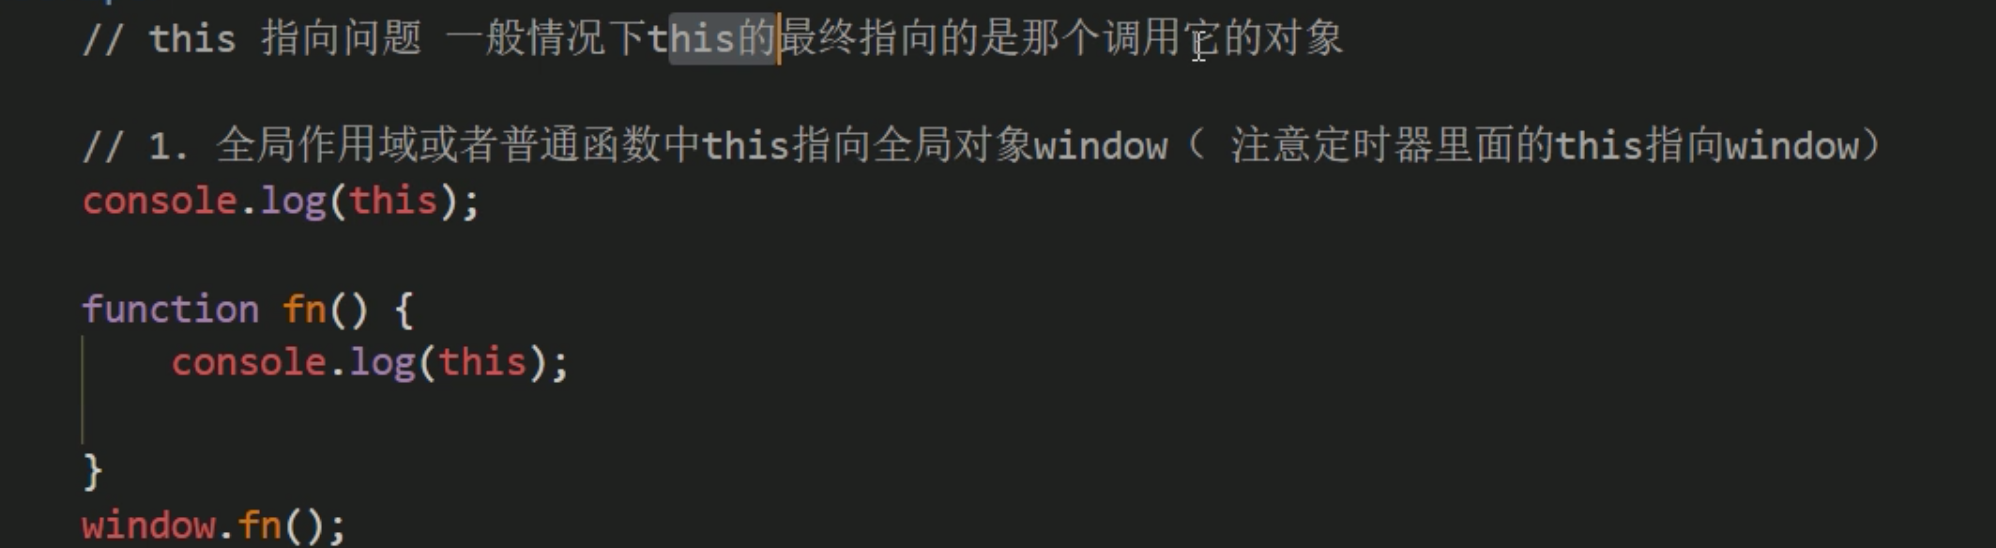 // this 指向问题 一般情况下this的最终指向的是那个调用它的对象
// 1. 全局作用域或者普通函数中this指向全局对象window（ 注意定时器里面的this指向window）
console.log(this);
function fn() {
console.log(this);
}
window.fn();